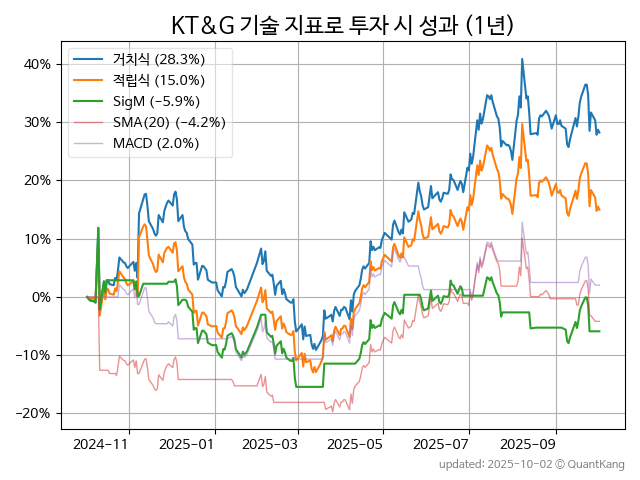 KT&G 기술 지표로 투자 시 성과 (1년)
거치식 (28.3%)
적립식 (15.0%)
SigM (−5.9%)
SMA(20) (−4.2%)
MACD (2.0%)
40%
30%
20%
10%
0%
−10%
−20%
2024-11 2025-01 2025-03 2025-05 2025-07 2025-09
updated: 2025-10-02 © QuantKang